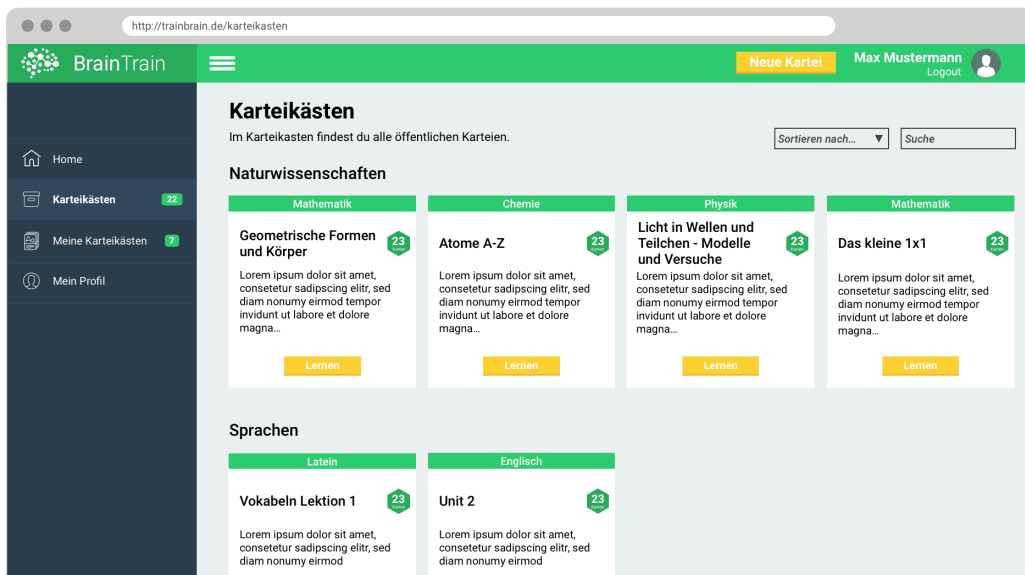 http://trainbrain.de/karteikasten
BrainTrain
Neue Kartei
Max Mustermann
Logout
Home
Karteikästen 22
Meine Karteikästen 7
Mein Profil
Karteikästen
Im Karteikasten findest du alle öffentlichen Karteien.
Sortieren nach...
Suche
Naturwissenschaften
Mathematik
Geometrische Formen
und Körper
23
Karten
Lorem ipsum dolor sit amet,
consetetur sadipscing elitr, sed
diam nonumy eirmod tempor
invidunt ut labore et dolore
magna...
Lernen
Chemie
Atome A-Z
23
Karten
Lorem ipsum dolor sit amet,
consetetur sadipscing elitr, sed
diam nonumy eirmod tempor
invidunt ut labore et dolore
magna...
Lernen
Physik
Licht in Wellen und
Teilchen - Modelle
und Versuche
23
Karten
Lorem ipsum dolor sit amet,
consetetur sadipscing elitr, sed
diam nonumy eirmod tempor
invidunt ut labore et dolore
magna...
Lernen
Mathematik
Das kleine 1x1
23
Karten
Lorem ipsum dolor sit amet,
consetetur sadipscing elitr, sed
diam nonumy eirmod tempor
invidunt ut labore et dolore
magna...
Lernen
Sprachen
Latein
Vokabeln Lektion 1
23
Karten
Lorem ipsum dolor sit amet,
consetetur sadipscing elitr, sed
diam nonumy eirmod
Englisch
Unit 2
23
Karten
Lorem ipsum dolor sit amet,
consetetur sadipscing elitr, sed
diam nonumy eirmod